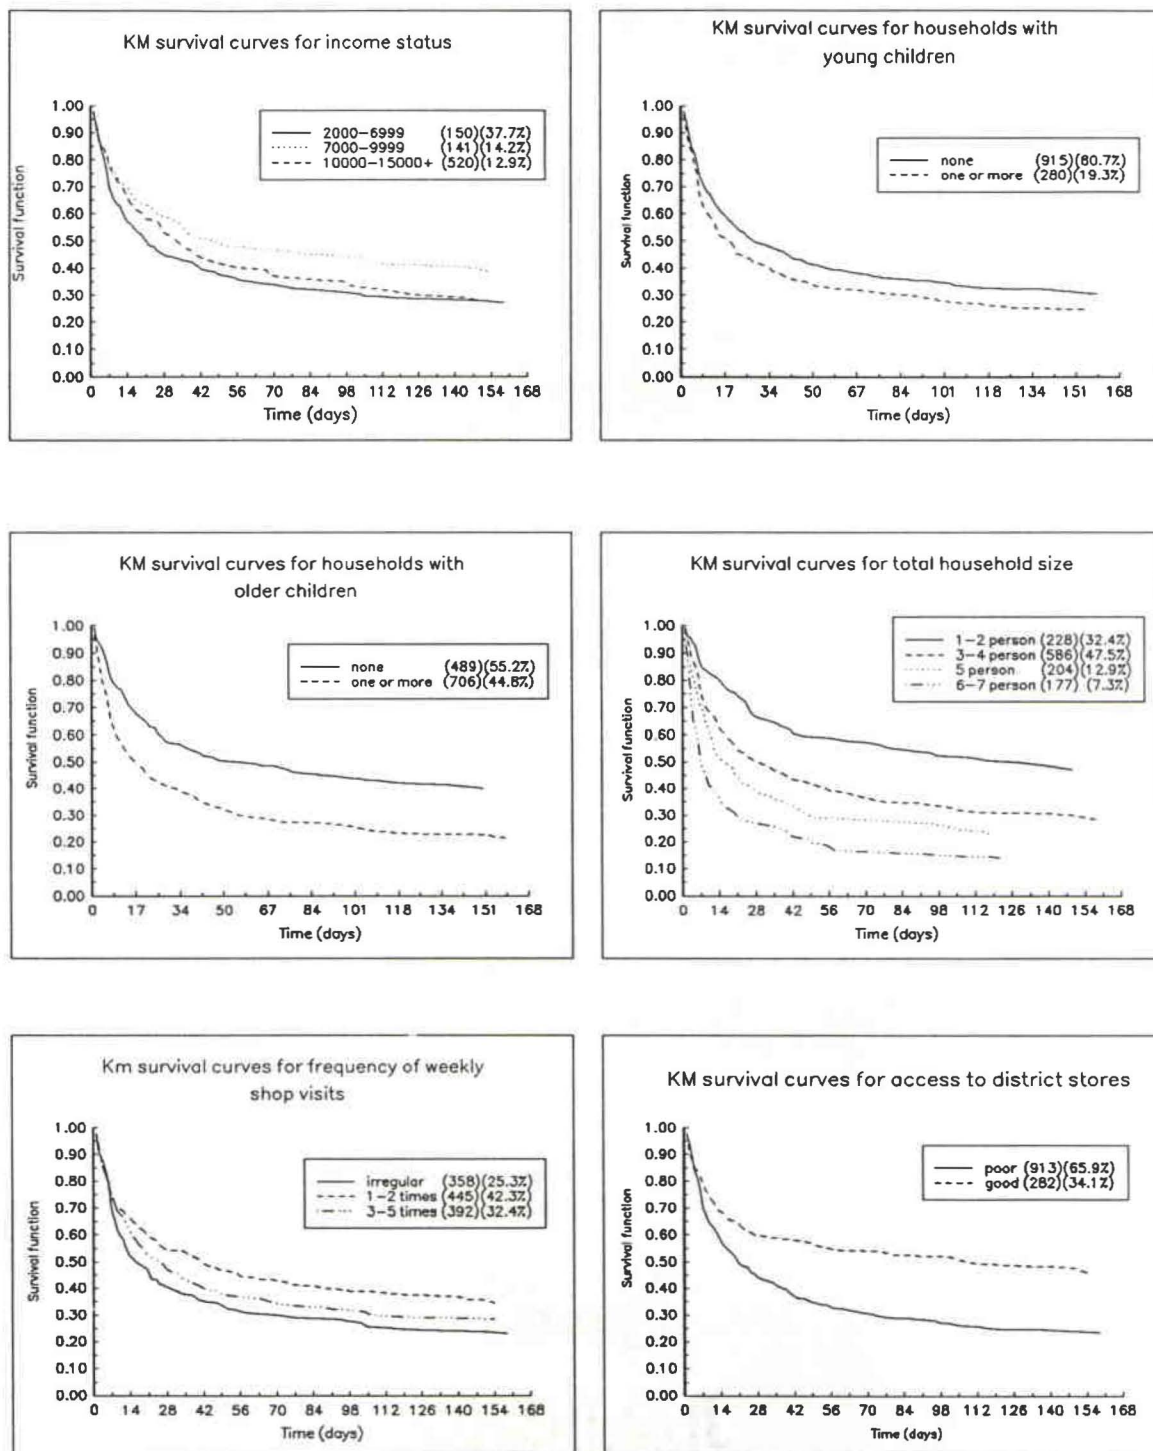 KM survival curves for income status
Survival function
1.00
0.90
0.80
0.70
0.60
0.50
0.40
0.30
0.20
0.10
0.00
2000-6999 (150)(37.7%)
7000-9999 (141)(14.2%)
10000-15000+ (520)(12.9%)
0 14 28 42 56 70 84 98 112 126 140 154 168
Time (days)
KM survival curves for households with
young children
Survival function
1.00
0.90
0.80
0.70
0.60
0.50
0.40
0.30
0.20
0.10
0.00
none (915)(80.7%)
one or more (280)(19.3%)
0 17 34 50 67 84 101 118 134 151 168
Time (days)
KM survival curves for households with
older children
Survival function
1.00
0.90
0.80
0.70
0.60
0.50
0.40
0.30
0.20
0.10
0.00
none (489)(55.2%)
one or more (706)(44.8%)
0 17 34 50 67 84 101 118 134 151 168
Time (days)
KM survival curves for total household size
Survival function
1.00
0.90
0.80
0.70
0.60
0.50
0.40
0.30
0.20
0.10
0.00
1-2 person (228)(32.4%)
3-4 person (586)(47.5%)
5 person (204)(12.9%)
6-7 person (177) (7.3%)
0 14 28 42 56 70 84 98 112 126 140 154 168
Time (days)
Km survival curves for frequency of weekly
shop visits
Survival function
1.00
0.90
0.80
0.70
0.60
0.50
0.40
0.30
0.20
0.10
0.00
irregular (358)(25.3%)
1-2 times (445)(42.3%)
3-5 times (392)(32.4%)
0 14 28 42 56 70 84 98 112 126 140 154 168
Time (days)
KM survival curves for access to district stores
Survival function
1.00
0.90
0.80
0.70
0.60
0.50
0.40
0.30
0.20
0.10
0.00
poor (913)(65.9%)
good (282)(34.1%)
0 14 28 42 56 70 84 98 112 126 140 154 168
Time (days)